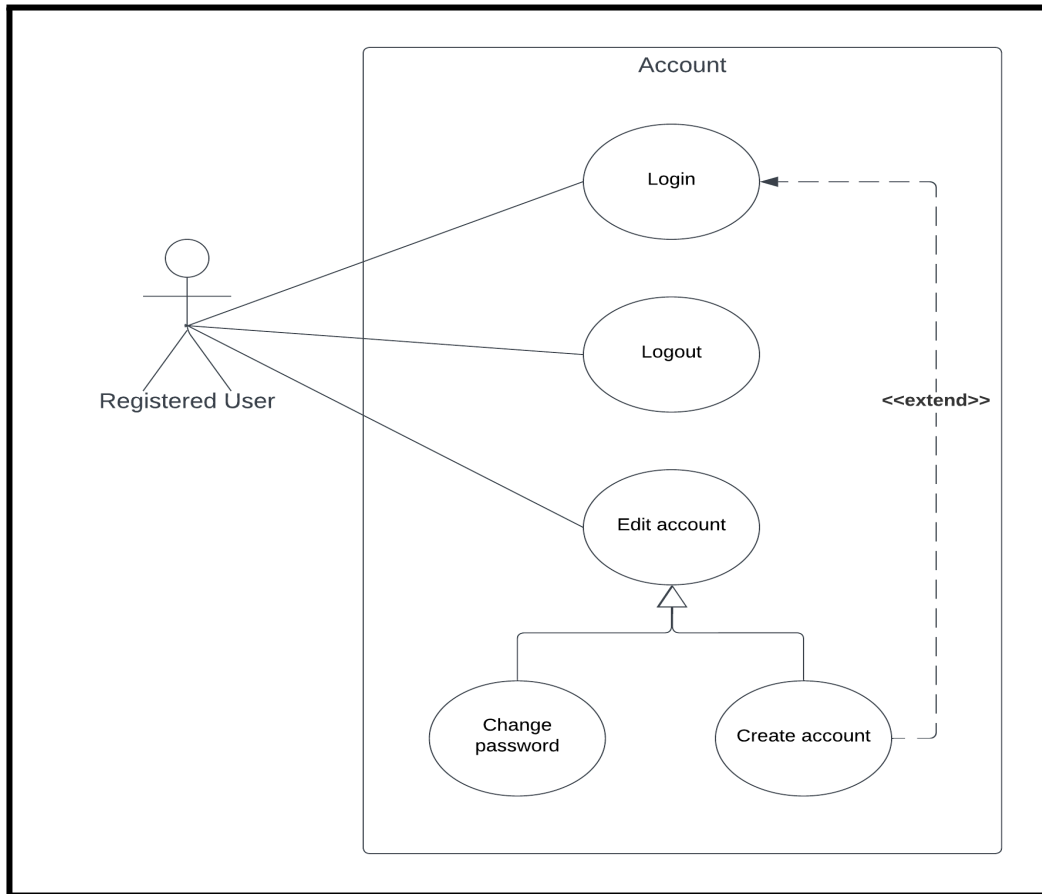 Account
Login
Logout
Registered User
<<extend>>
Edit account
Change
password
Create account